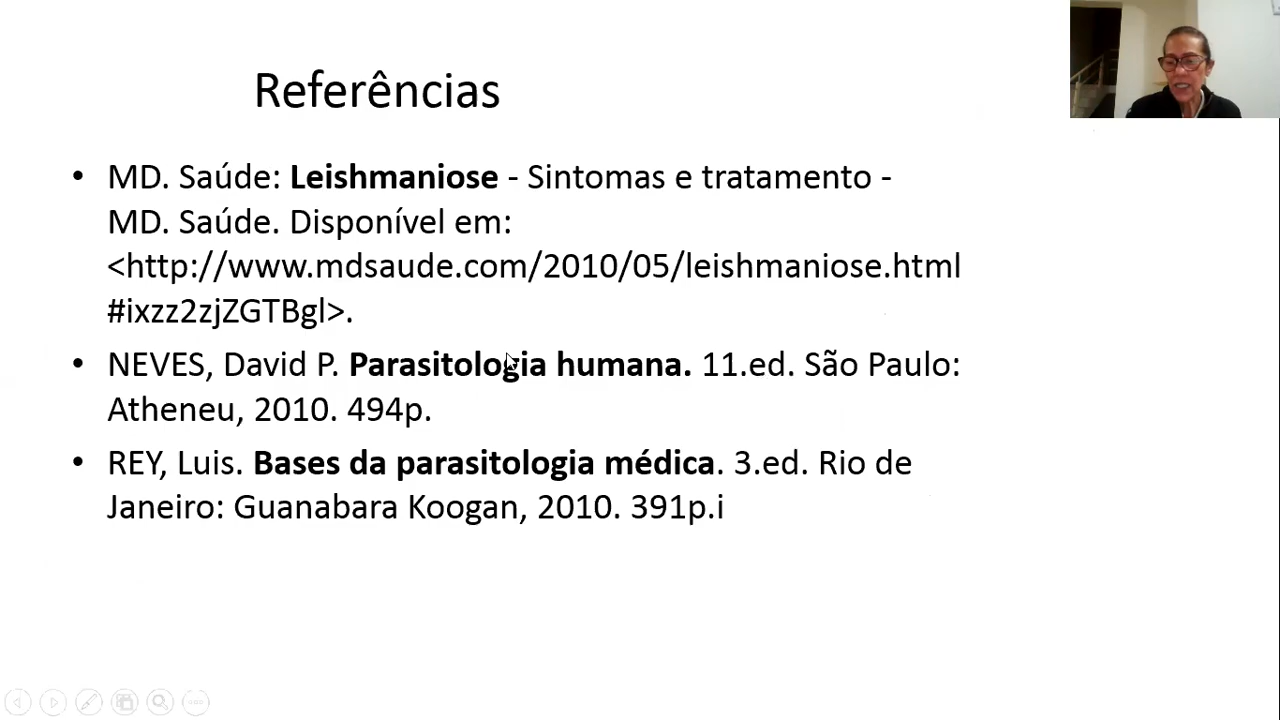 Referências
• MD. Saúde: Leishmaniose - Sintomas e tratamento -
MD. Saúde. Disponível em:
<http://www.mdsaude.com/2010/05/leishmaniose.html
#ixzz2zjZGTBgl>.
• NEVES, David P. Parasitologia humana. 11.ed. São Paulo:
Atheneu, 2010. 494p.
• REY, Luis. Bases da parasitologia médica. 3.ed. Rio de
Janeiro: Guanabara Koogan, 2010. 391p.i